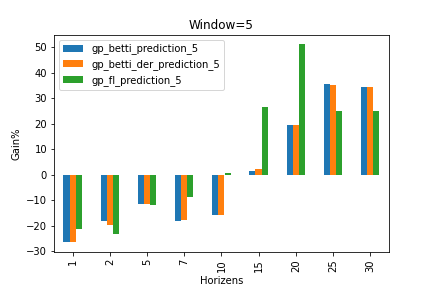 Window=5
gp_betti_prediction_5
gp_betti_der_prediction_5
gp_fl_prediction_5
Gain%
50
40
30
20
10
0
−10
−20
−30
1 2 5 7 10 15 20 25 30
Horizens